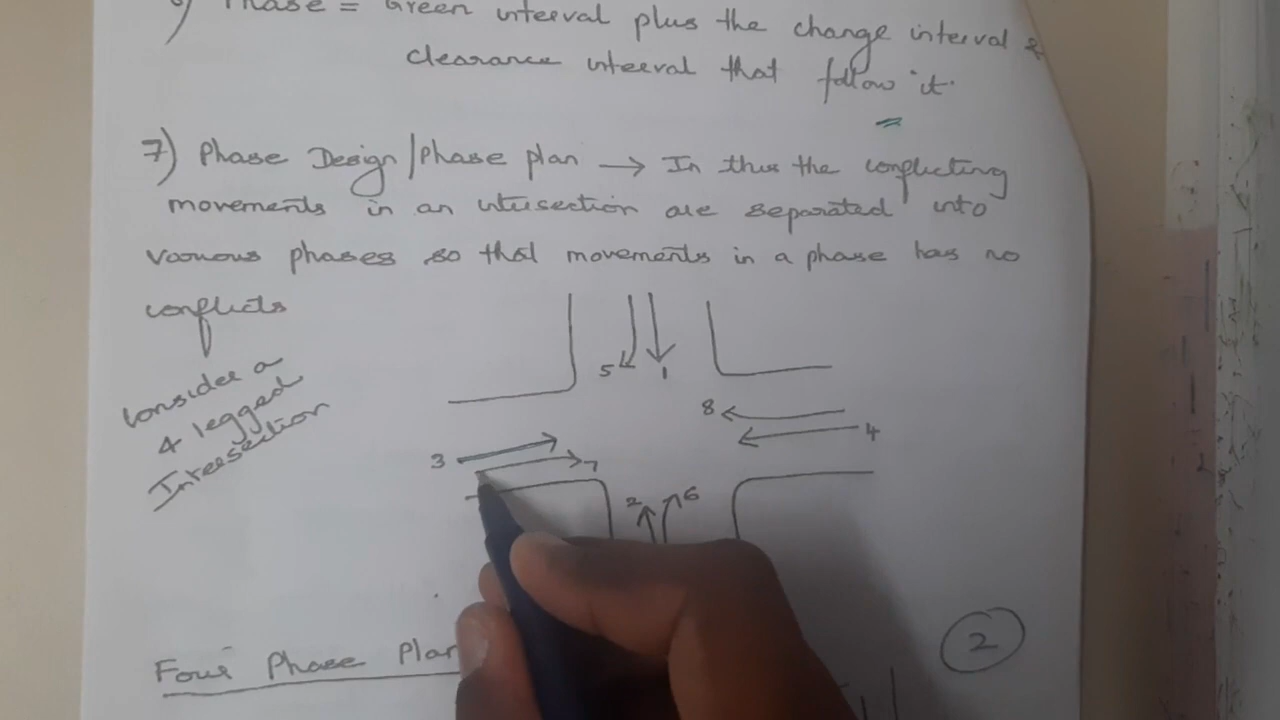 6) Phase = Green interval plus the change interval &
clearance interval that follow it.
7) Phase Design/Phase plan → In this the conflicting
movements in an intersection are separated into
various phases so that movements in a phase has no
conflicts
Consider a
4 legged
Intersection
5 1
8
4
3
7
2 6
Four Phase Plan
2